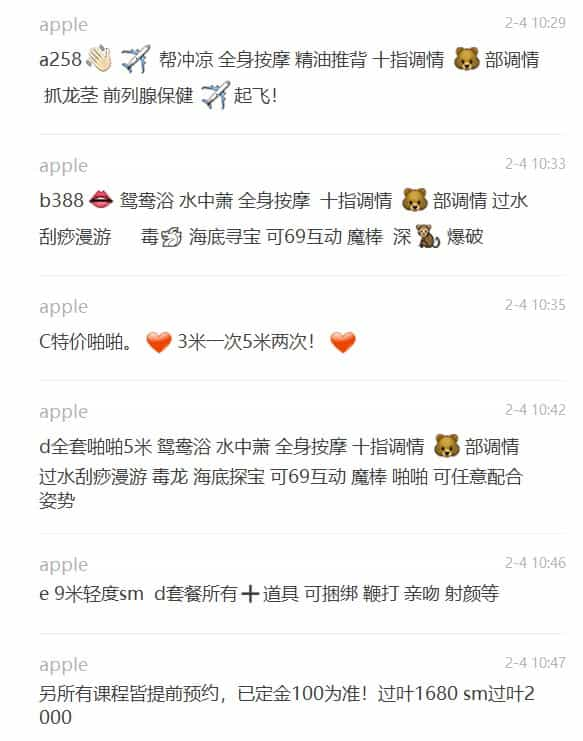 apple 2-4 10:29
a258👋🏻 ✈️ 帮冲凉 全身按摩 精油推背 十指调情 🐻部调情
抓龙茎 前列腺保健 ✈️起飞！
apple 2-4 10:33
b388👄 鸳鸯浴 水中萧 全身按摩 十指调情 🐻部调情 过水
刮痧漫游 毒🐉 海底寻宝 可69互动 魔棒 深🐒 爆破
apple 2-4 10:35
C特价啪啪。❤️ 3米一次5米两次！ ❤️
apple 2-4 10:42
d全套啪啪5米 鸳鸯浴 水中萧 全身按摩 十指调情 🐻部调情
过水刮痧漫游 毒龙 海底探宝 可69互动 魔棒 啪啪 可任意配合
姿势
apple 2-4 10:46
e 9米轻度sm d套餐所有➕道具 可捆绑 鞭打 亲吻 射颜等
apple 2-4 10:47
另所有课程皆提前预约，已定金100为准！过叶1680 sm过叶2
000